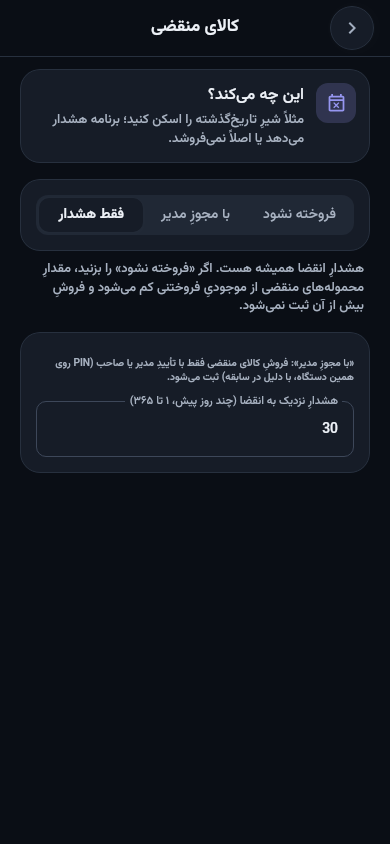 کالای منقضی
این چه می‌کند؟
مثلاً شیرِ تاریخ‌گذشته را اسکن کنید؛ برنامه هشدار
می‌دهد یا اصلاً نمی‌فروشد.
فروخته نشود
با مجوزِ مدیر
فقط هشدار
هشدارِ انقضا همیشه هست. اگر «فروخته نشود» را بزنید، مقدارِ
محموله‌های منقضی از موجودیِ فروختنی کم می‌شود و فروشِ
بیش از آن ثبت نمی‌شود.
«با مجوزِ مدیر»: فروشِ کالای منقضی فقط با تأییدِ مدیر یا صاحب (PIN روی
همین دستگاه، با دلیل در سابقه) ثبت می‌شود.
هشدارِ نزدیک به انقضا (چند روز پیش، ۱ تا ۳۶۵)
30